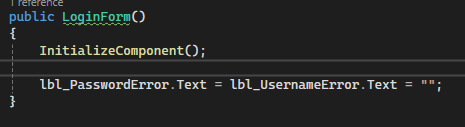 1 reference
public LoginForm()
{
InitializeComponent();
lbl_PasswordError.Text = lbl_UsernameError.Text = "";
}